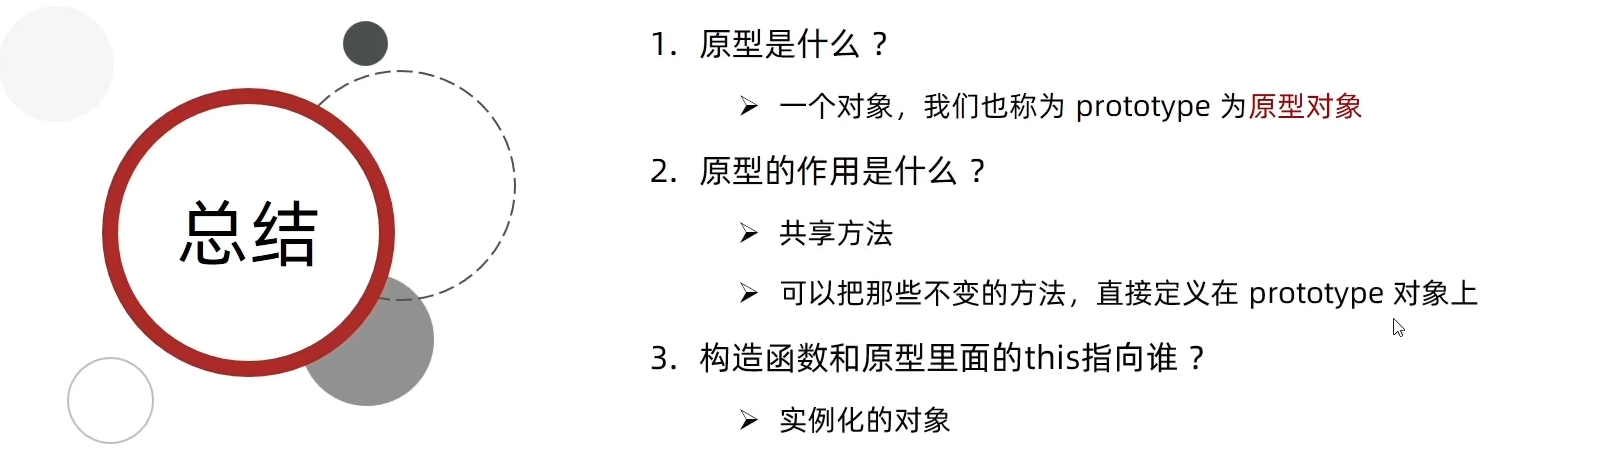 总结
1. 原型是什么？
➢ 一个对象，我们也称为 prototype 为原型对象
2. 原型的作用是什么？
➢ 共享方法
➢ 可以把那些不变的方法，直接定义在 prototype 对象上
3. 构造函数和原型里面的this指向谁？
➢ 实例化的对象